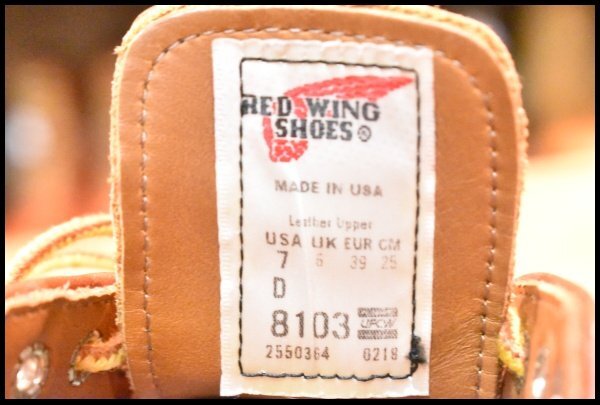 RED WING
SHOES ®
MADE IN USA
Leather Upper
USA UK EUR CM
7 6 39 25
D
8103 UPCW
2550364 0218